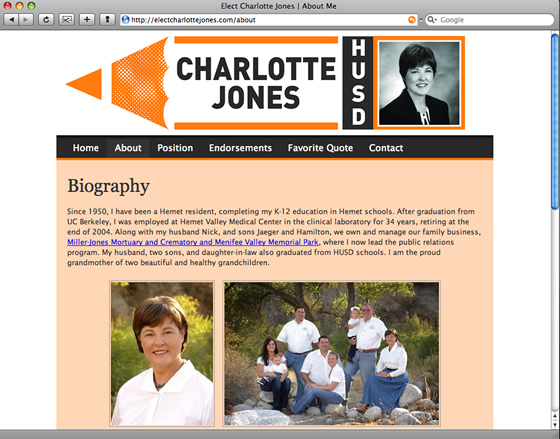 Elect Charlotte Jones | About Me
http://electcharlottejones.com/about
Google
CHARLOTTE
JONES
HUSD
Home About Position Endorsements Favorite Quote Contact
Biography
Since 1950, I have been a Hemet resident, completing my K-12 education in Hemet schools. After graduation from
UC Berkeley, I was employed at Hemet Valley Medical Center in the clinical laboratory for 34 years, retiring at the
end of 2004. Along with my husband Nick, and sons Jaeger and Hamilton, we own and manage our family business,
Miller-Jones Mortuary and Crematory and Menifee Valley Memorial Park, where I now lead the public relations
program. My husband, two sons, and daughter-in-law also graduated from HUSD schools. I am the proud
grandmother of two beautiful and healthy grandchildren.